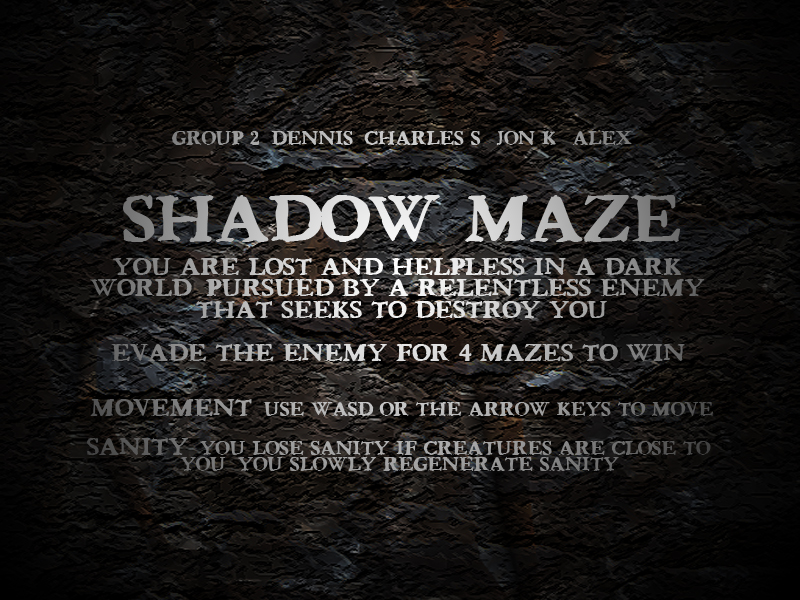 GROUP 2 DENNIS CHARLES S JON K ALEX
SHADOW MAZE
YOU ARE LOST AND HELPLESS IN A DARK
WORLD PURSUED BY A RELENTLESS ENEMY
THAT SEEKS TO DESTROY YOU
EVADE THE ENEMY FOR 4 MAZES TO WIN
MOVEMENT USE WASD OR THE ARROW KEYS TO MOVE
SANITY YOU LOSE SANITY IF CREATURES ARE CLOSE TO
YOU YOU SLOWLY REGENERATE SANITY